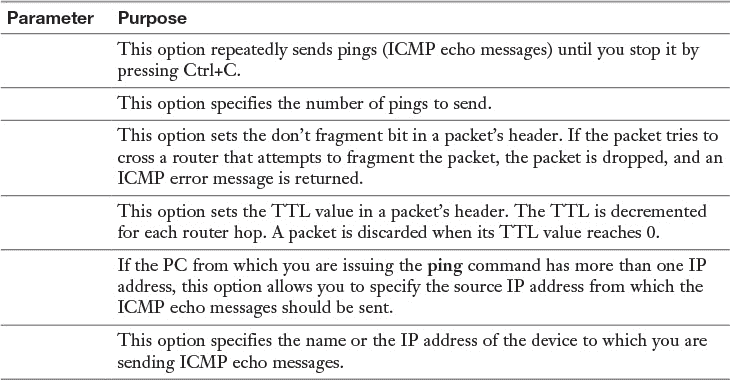 Parameter Purpose
This option repeatedly sends pings (ICMP echo messages) until you stop it by
pressing Ctrl+C.
This option specifies the number of pings to send.
This option sets the don't fragment bit in a packet's header. If the packet tries to
cross a router that attempts to fragment the packet, the packet is dropped, and an
ICMP error message is returned.
This option sets the TTL value in a packet's header. The TTL is decremented
for each router hop. A packet is discarded when its TTL value reaches 0.
If the PC from which you are issuing the ping command has more than one IP
address, this option allows you to specify the source IP address from which the
ICMP echo messages should be sent.
This option specifies the name or the IP address of the device to which you are
sending ICMP echo messages.